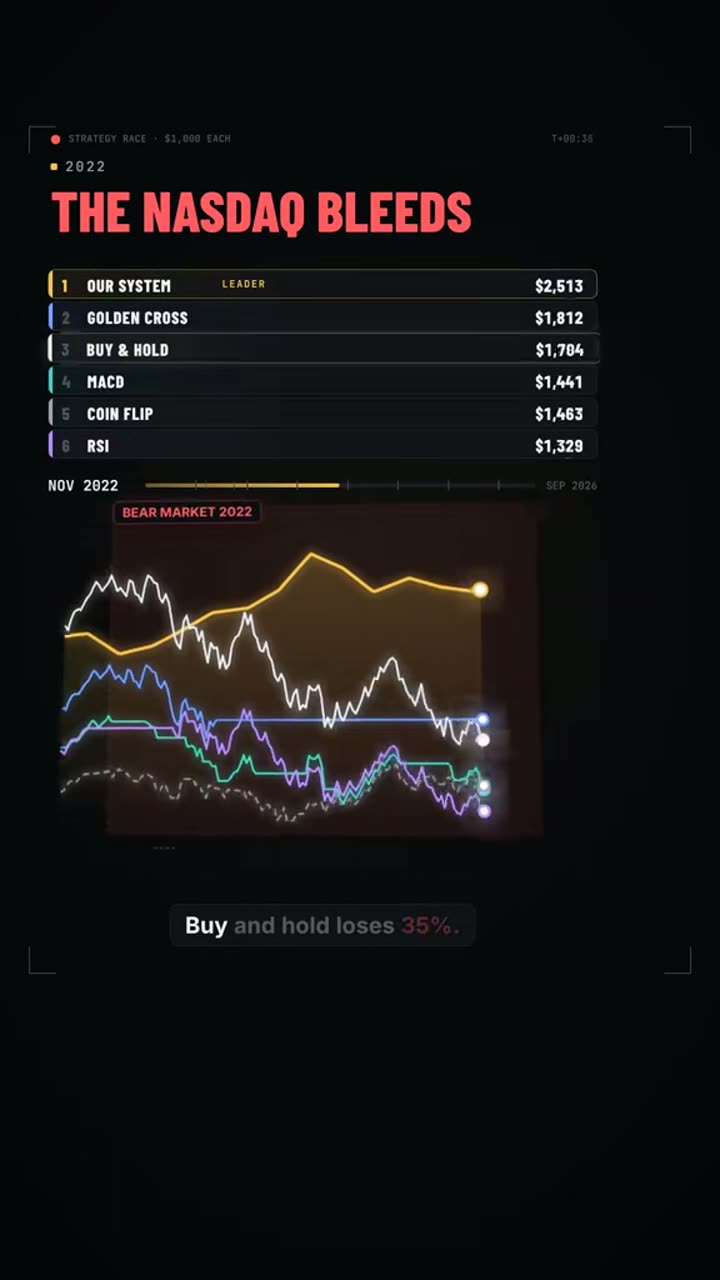 STRATEGY RACE · $1,000 EACH
T+00:36
2022
THE NASDAQ BLEEDS
1 OUR SYSTEM LEADER $2,513
2 GOLDEN CROSS $1,812
3 BUY & HOLD $1,704
4 MACD $1,441
5 COIN FLIP $1,463
6 RSI $1,329
NOV 2022 SEP 2026
BEAR MARKET 2022
Buy and hold loses 35%.